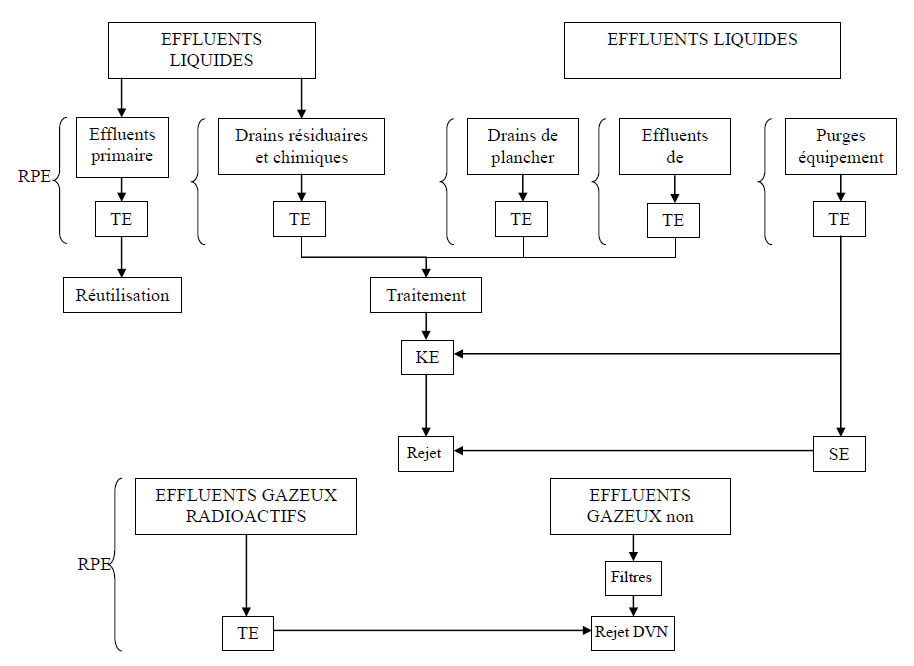 EFFLUENTS
LIQUIDES
EFFLUENTS LIQUIDES
RPE
Effluents
primaire
Drains résiduaires
et chimiques
Drains de
plancher
Effluents
de
Purges
équipement
TE
TE
TE
TE
TE
Réutilisation
Traitement
KE
Rejet
SE
RPE
EFFLUENTS GAZEUX
RADIOACTIFS
EFFLUENTS
GAZEUX non
Filtres
TE
Rejet DVN